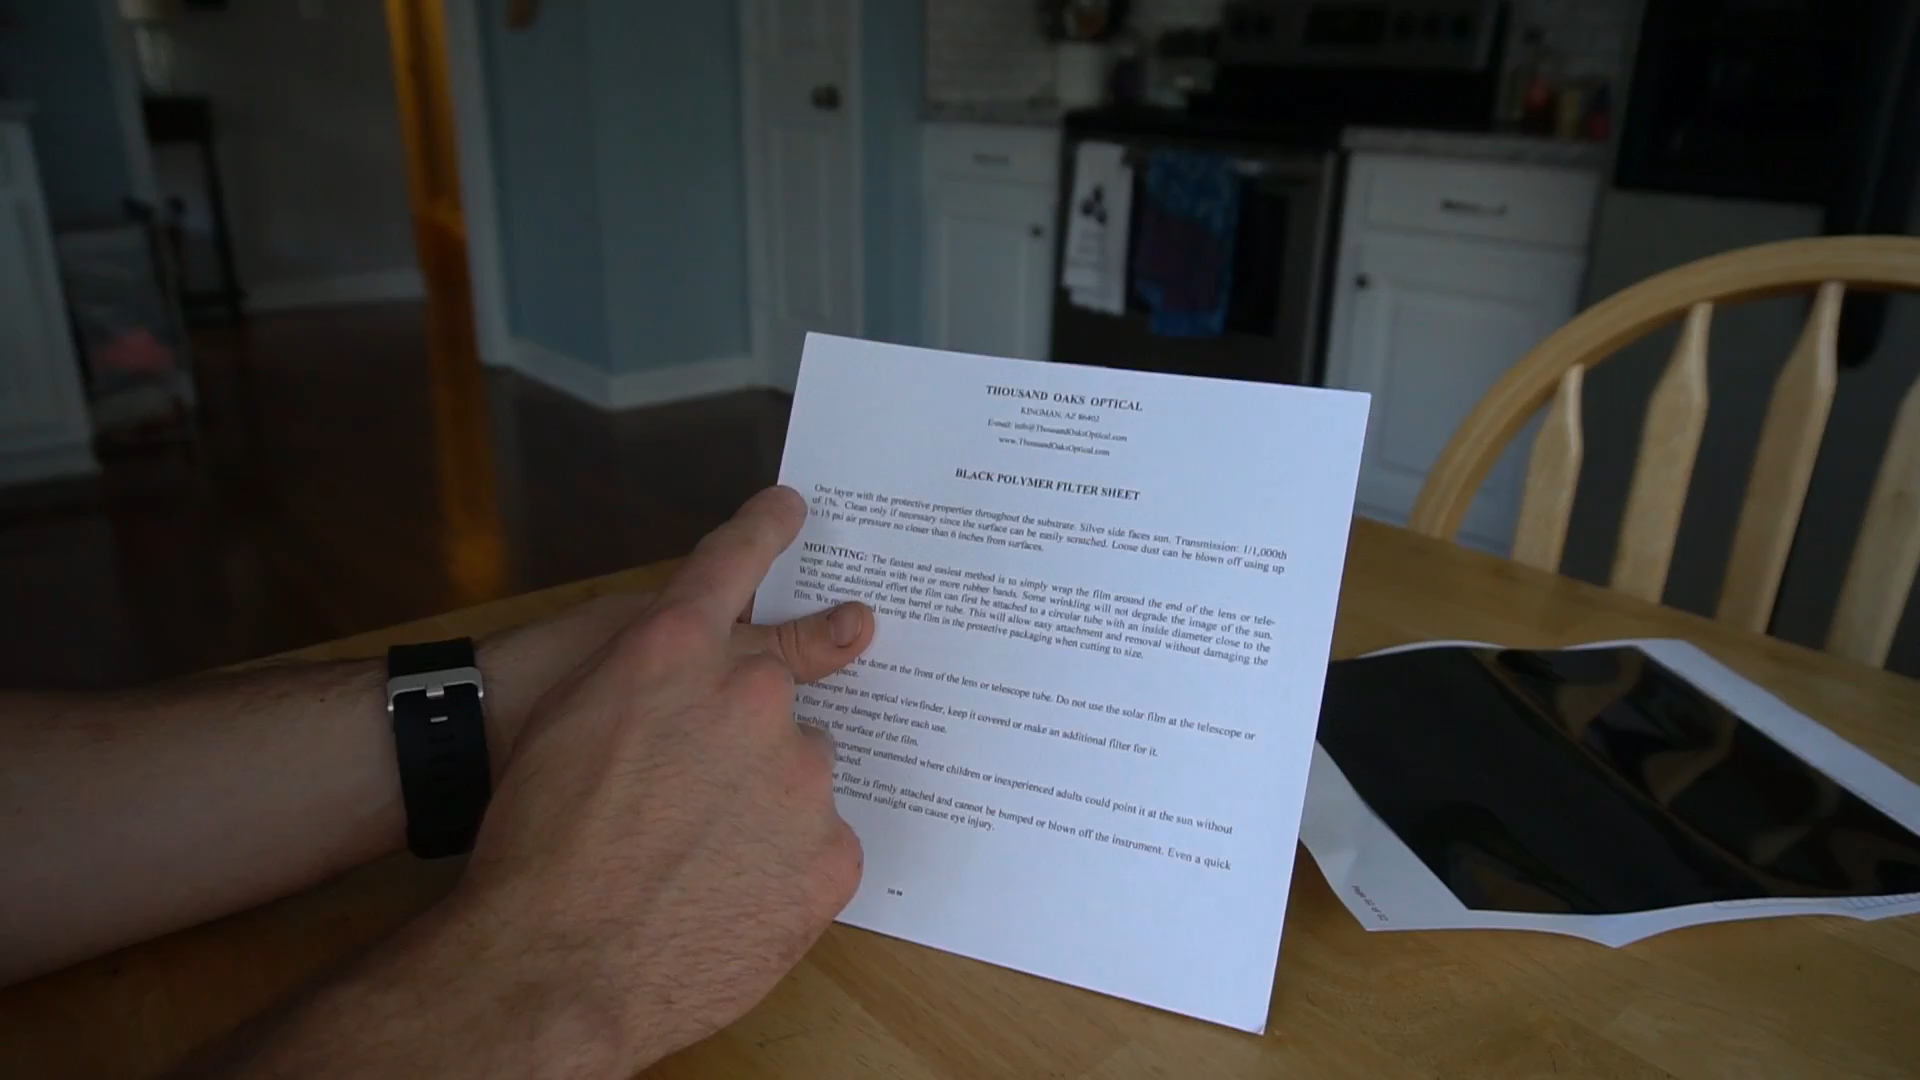 THOUSAND OAKS OPTICAL
KINGMAN, AZ 86402
E-mail: info@ThousandOaksOptical.com
www.ThousandOaksOptical.com
BLACK POLYMER FILTER SHEET
One layer with the protective properties throughout the substrate. Silver side faces sun. Transmission: 1/1,000th
of 1%. Clean only if necessary since the surface can be easily scratched. Loose dust can be blown off using up
to 15 psi air pressure no closer than 6 inches from surfaces.
MOUNTING: The fastest and easiest method is to simply wrap the film around the end of the lens or tele-
scope tube and retain with two or more rubber bands. Some wrinkling will not degrade the image of the sun.
With some additional effort the film can first be attached to a circular tube with an inside diameter close to the
outside diameter of the lens barrel or tube. This will allow easy attachment and removal without damaging the
film. We leaving the film in the protective packaging when cutting to size.
be done at the front of the lens or telescope tube. Do not use the solar film at the telescope or
telescope has an optical viewfinder, keep it covered or make an additional filter for it.
filter for any damage before each use.
touching the surface of the film.
instrument unattended where children or inexperienced adults could point it at the sun without
filter is firmly attached and cannot be bumped or blown off the instrument. Even a quick
unfiltered sunlight can cause eye injury.